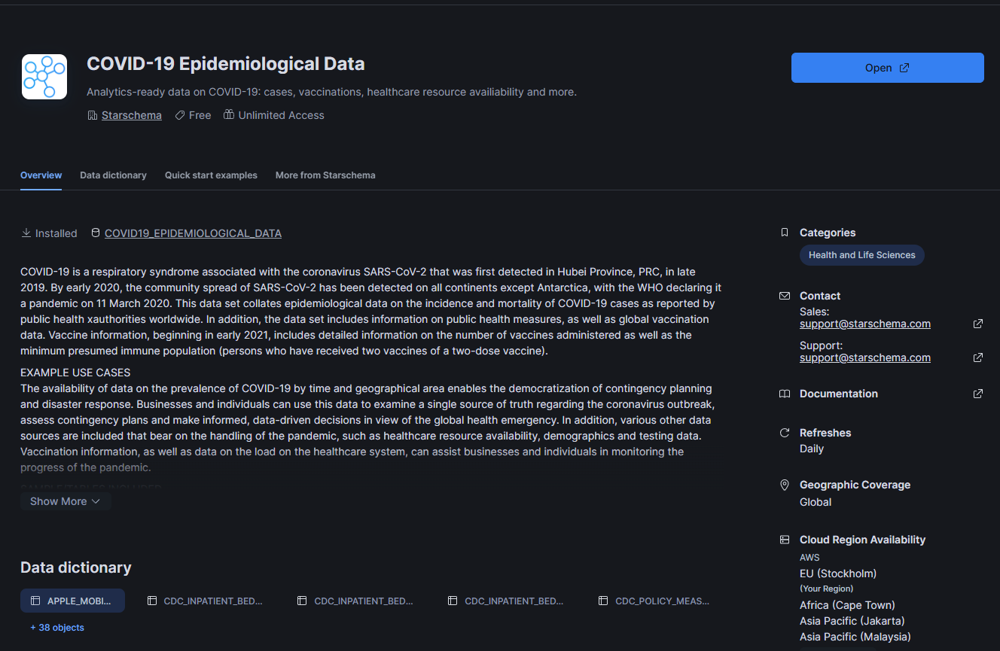 COVID-19 Epidemiological Data
Analytics-ready data on COVID-19: cases, vaccinations, healthcare resource availiability and more.
Starschema Free Unlimited Access
Open
Overview Data dictionary Quick start examples More from Starschema
Installed COVID19_EPIDEMIOLOGICAL_DATA
COVID-19 is a respiratory syndrome associated with the coronavirus SARS-CoV-2 that was first detected in Hubei Province, PRC, in late
2019. By early 2020, the community spread of SARS-CoV-2 has been detected on all continents except Antarctica, with the WHO declaring it
a pandemic on 11 March 2020. This data set collates epidemiological data on the incidence and mortality of COVID-19 cases as reported by
public health xauthorities worldwide. In addition, the data set includes information on public health measures, as well as global vaccination
data. Vaccine information, beginning in early 2021, includes detailed information on the number of vaccines administered as well as the
minimum presumed immune population (persons who have received two vaccines of a two-dose vaccine).
EXAMPLE USE CASES
The availability of data on the prevalence of COVID-19 by time and geographical area enables the democratization of contingency planning
and disaster response. Businesses and individuals can use this data to examine a single source of truth regarding the coronavirus outbreak,
assess contingency plans and make informed, data-driven decisions in view of the global health emergency. In addition, various other data
sources are included that bear on the handling of the pandemic, such as healthcare resource availability, demographics and testing data.
Vaccination information, as well as data on the load on the healthcare system, can assist businesses and individuals in monitoring the
progress of the pandemic.
Show More
Data dictionary
APPLE_MOBI... CDC_INPATIENT_BED... CDC_INPATIENT_BED... CDC_INPATIENT_BED... CDC_POLICY_MEAS...
+ 38 objects
Categories
Health and Life Sciences
Contact
Sales:
support@starschema.com
Support:
support@starschema.com
Documentation
Refreshes
Daily
Geographic Coverage
Global
Cloud Region Availability
AWS
EU (Stockholm)
(Your Region)
Africa (Cape Town)
Asia Pacific (Jakarta)
Asia Pacific (Malaysia)